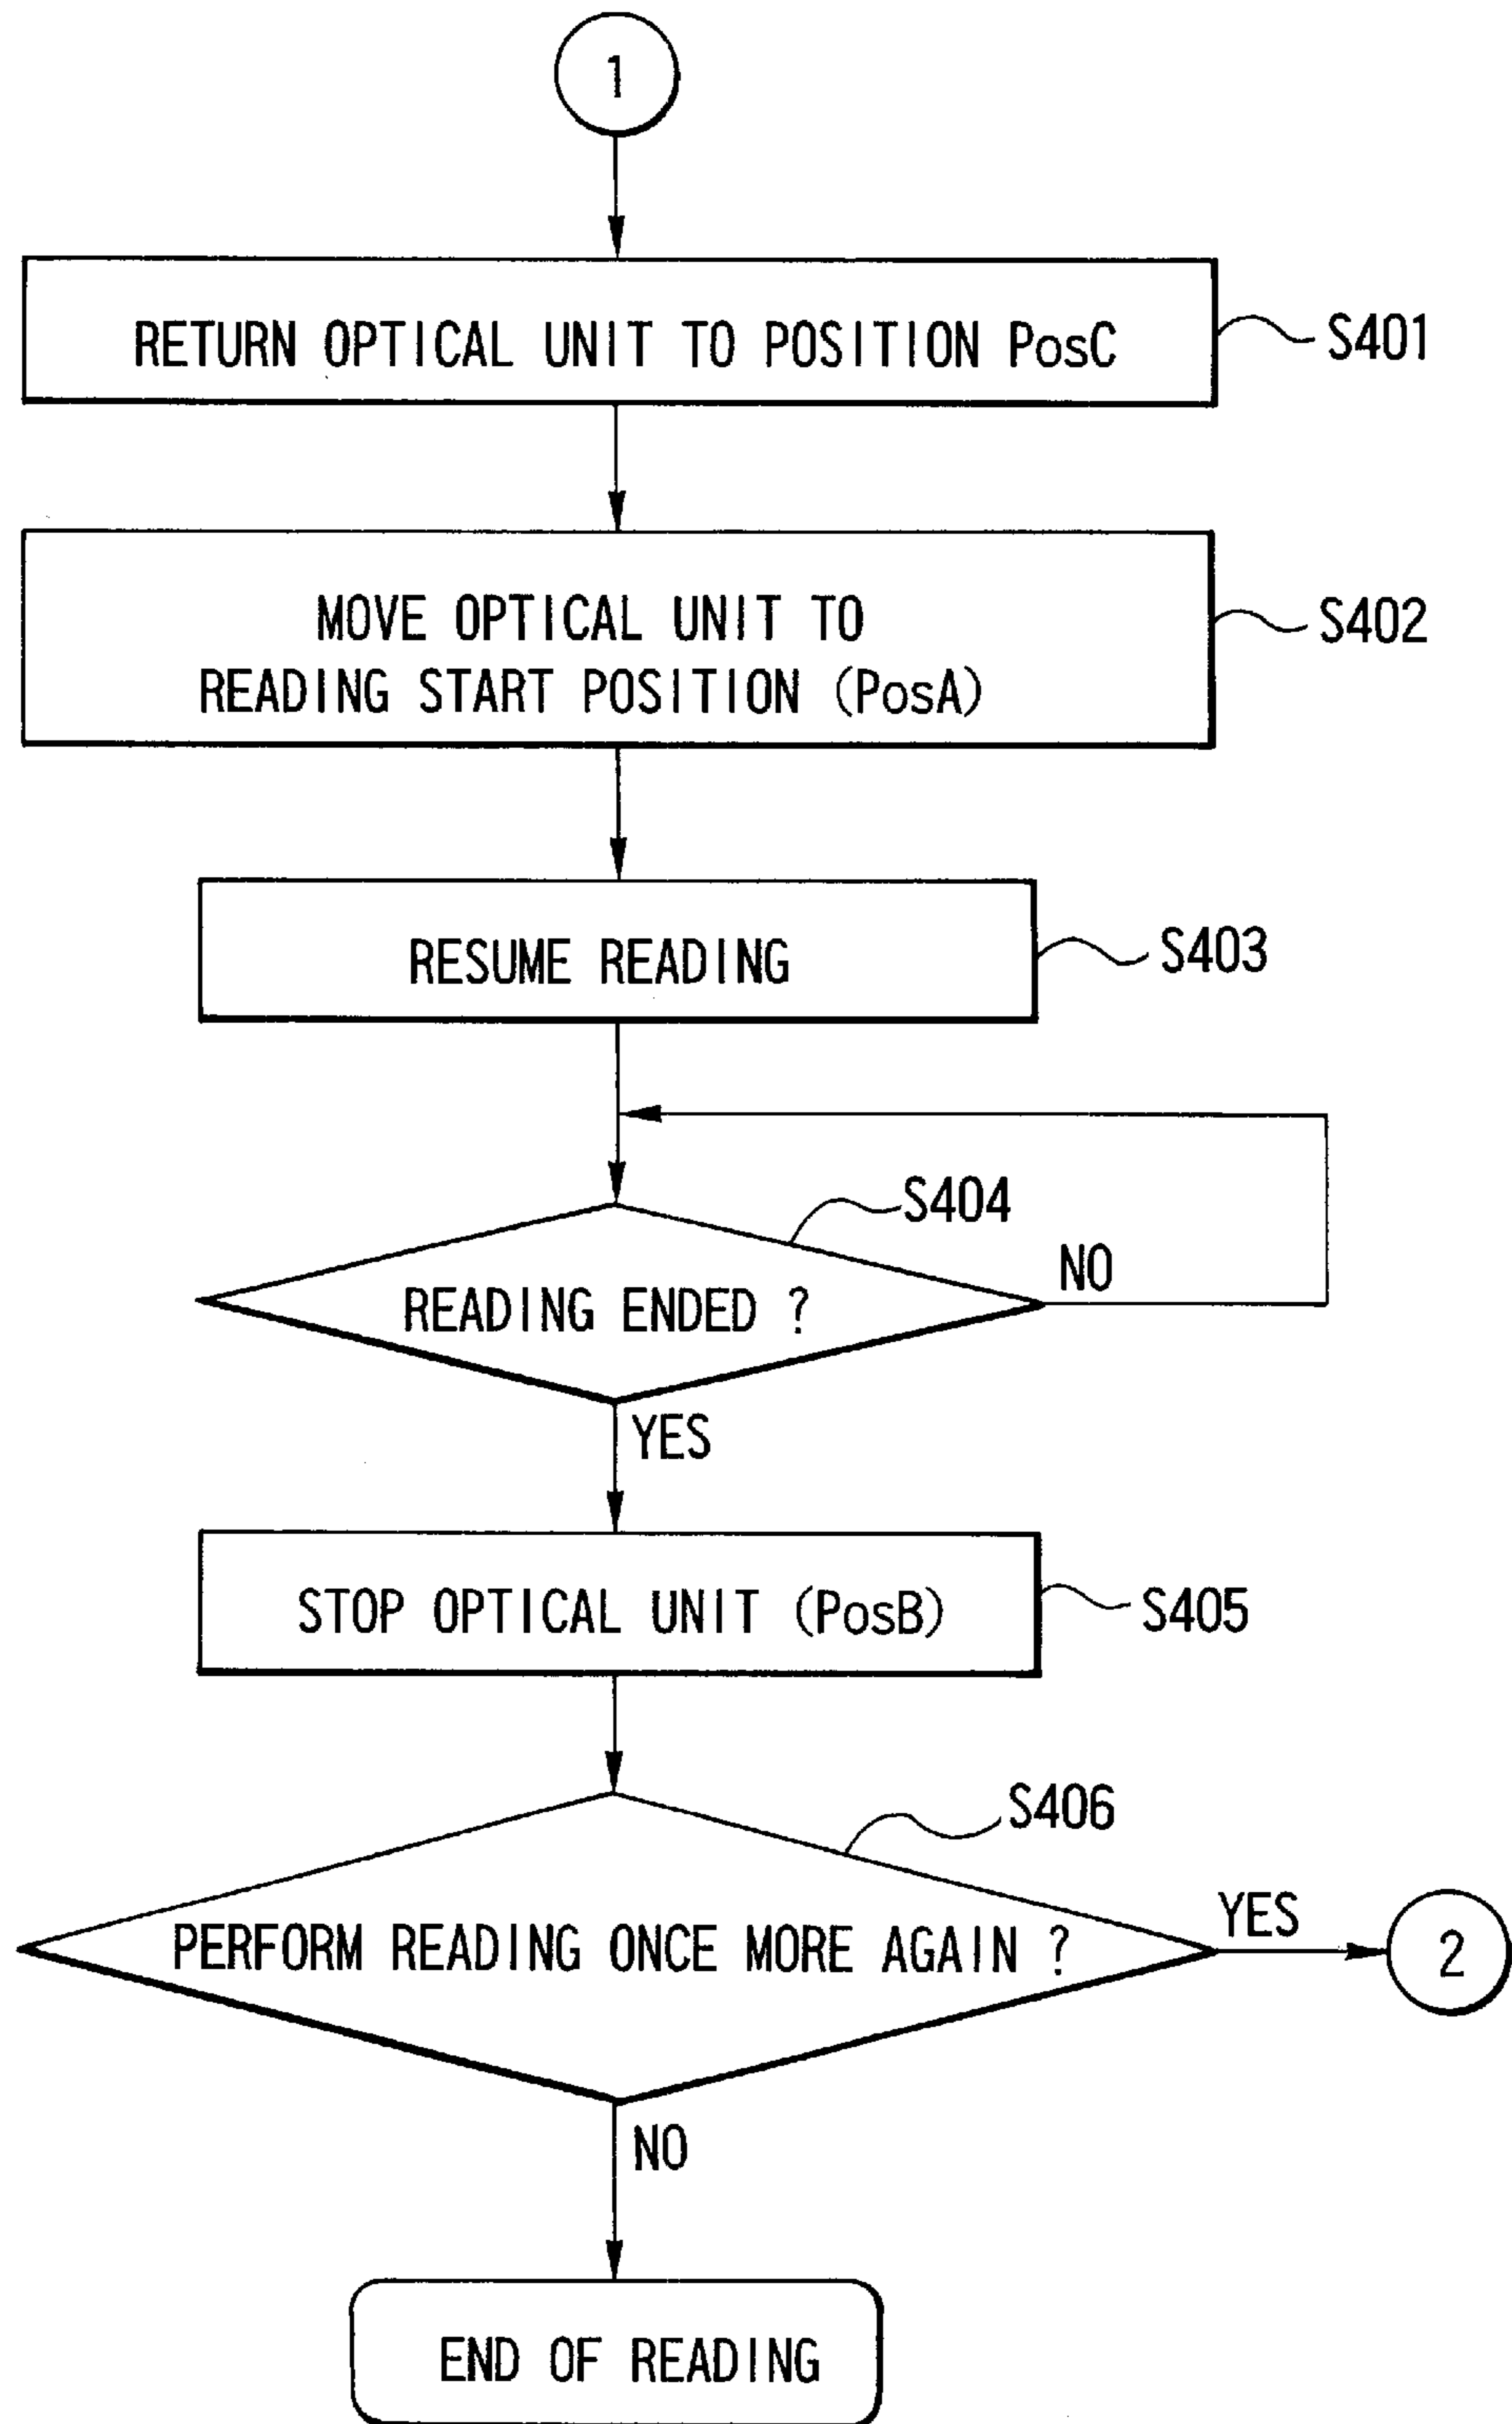 1
RETURN OPTICAL UNIT TO POSITION PosC
S401
MOVE OPTICAL UNIT TO
READING START POSITION (PosA)
S402
RESUME READING
S403
S404
READING ENDED ?
NO
YES
STOP OPTICAL UNIT (PosB)
S405
S406
PERFORM READING ONCE MORE AGAIN ?
YES
2
NO
END OF READING